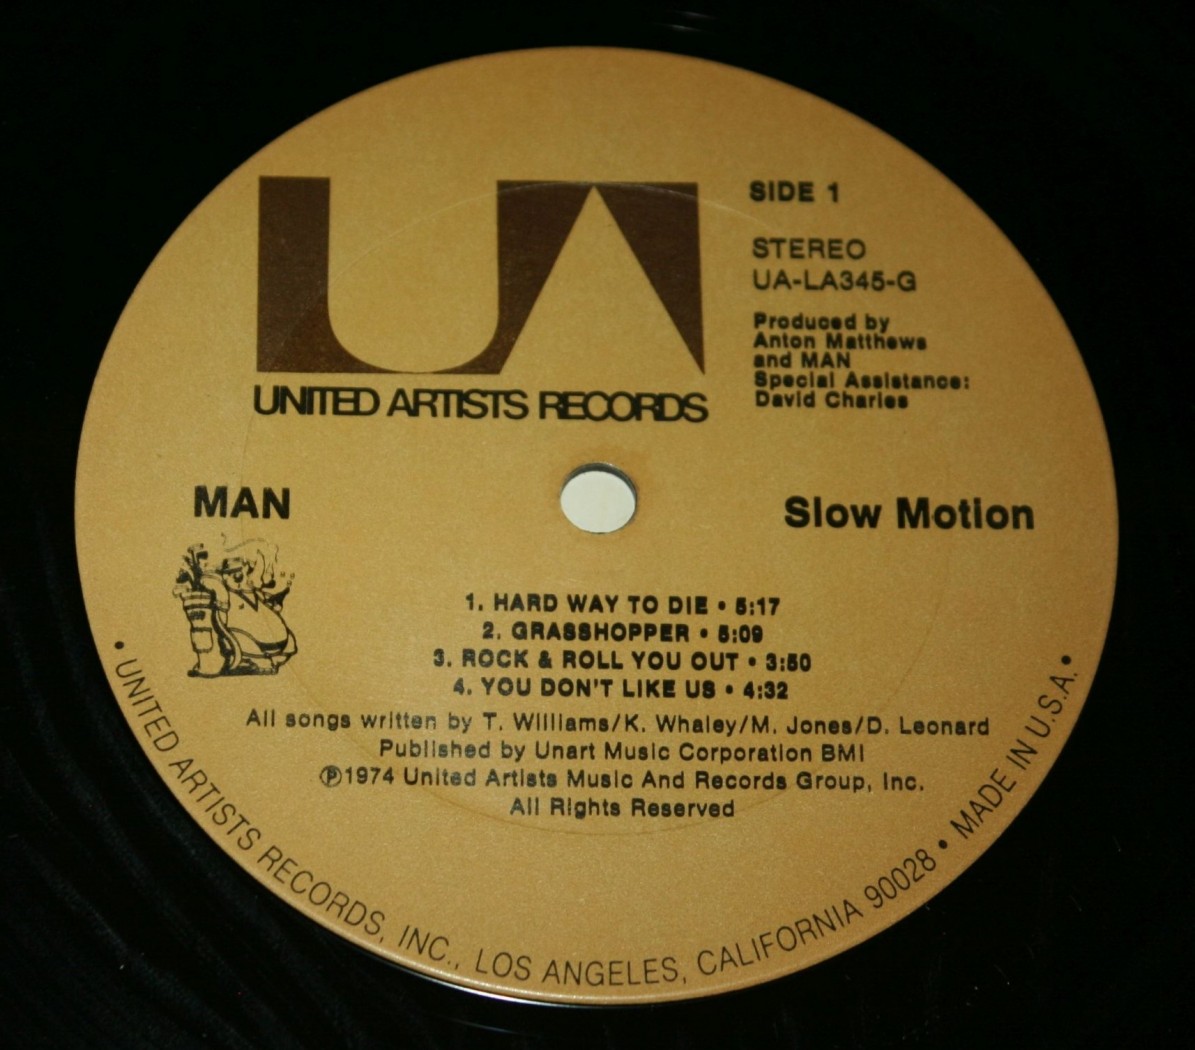 UA
UNITED ARTISTS RECORDS
SIDE 1
STEREO
UA-LA345-G
Produced by
Anton Matthews
and MAN
Special Assistance:
David Charles
MAN
Slow Motion
1. HARD WAY TO DIE • 5:17
2. GRASSHOPPER • 5:09
3. ROCK & ROLL YOU OUT • 3:50
4. YOU DON'T LIKE US • 4:32
All songs written by T. Williams/K. Whaley/M. Jones/D. Leonard
Published by Unart Music Corporation BMI
℗1974 United Artists Music And Records Group, Inc.
All Rights Reserved
• UNITED ARTISTS RECORDS, INC., LOS ANGELES, CALIFORNIA 90028 • MADE IN U.S.A. •